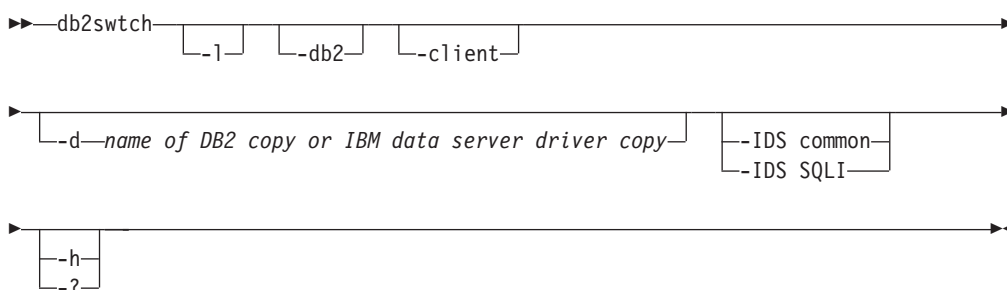 db2swtch
-l -db2 -client
-d name of DB2 copy or IBM data server driver copy -IDS common
-IDS SQLI
-h
-?